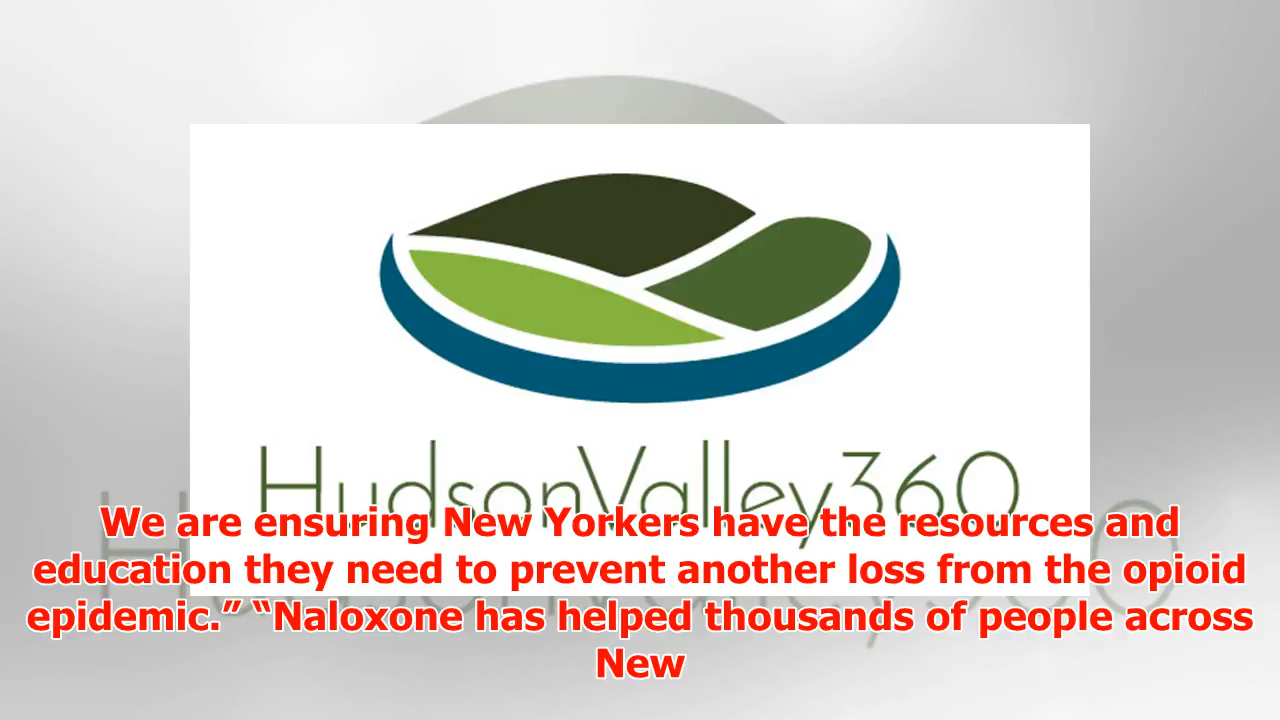 HudsonValley360
We are ensuring New Yorkers have the resources and
education they need to prevent another loss from the opioid
epidemic.” “Naloxone has helped thousands of people across
New